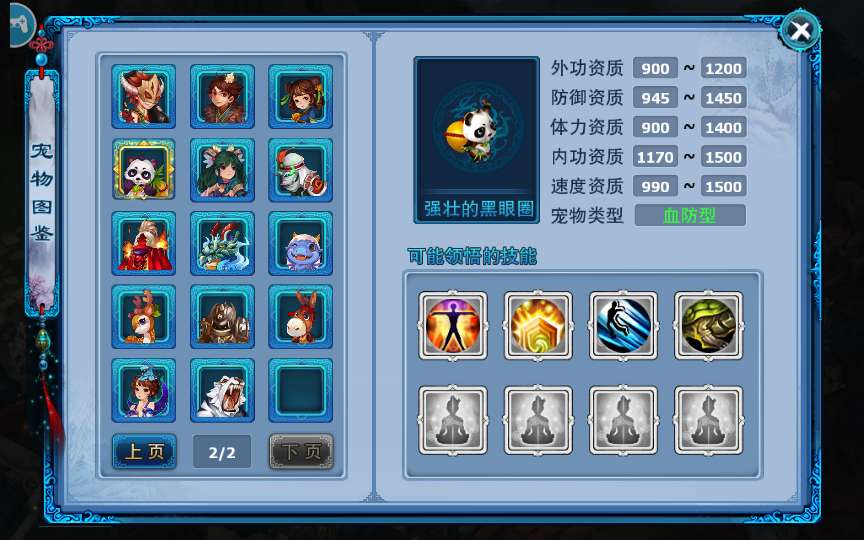 宠物图鉴
外功资质 900 ~ 1200
防御资质 945 ~ 1450
体力资质 900 ~ 1400
内功资质 1170 ~ 1500
速度资质 990 ~ 1500
宠物类型 血防型
强壮的黑眼圈
可能领悟的技能
上页 2/2 下页